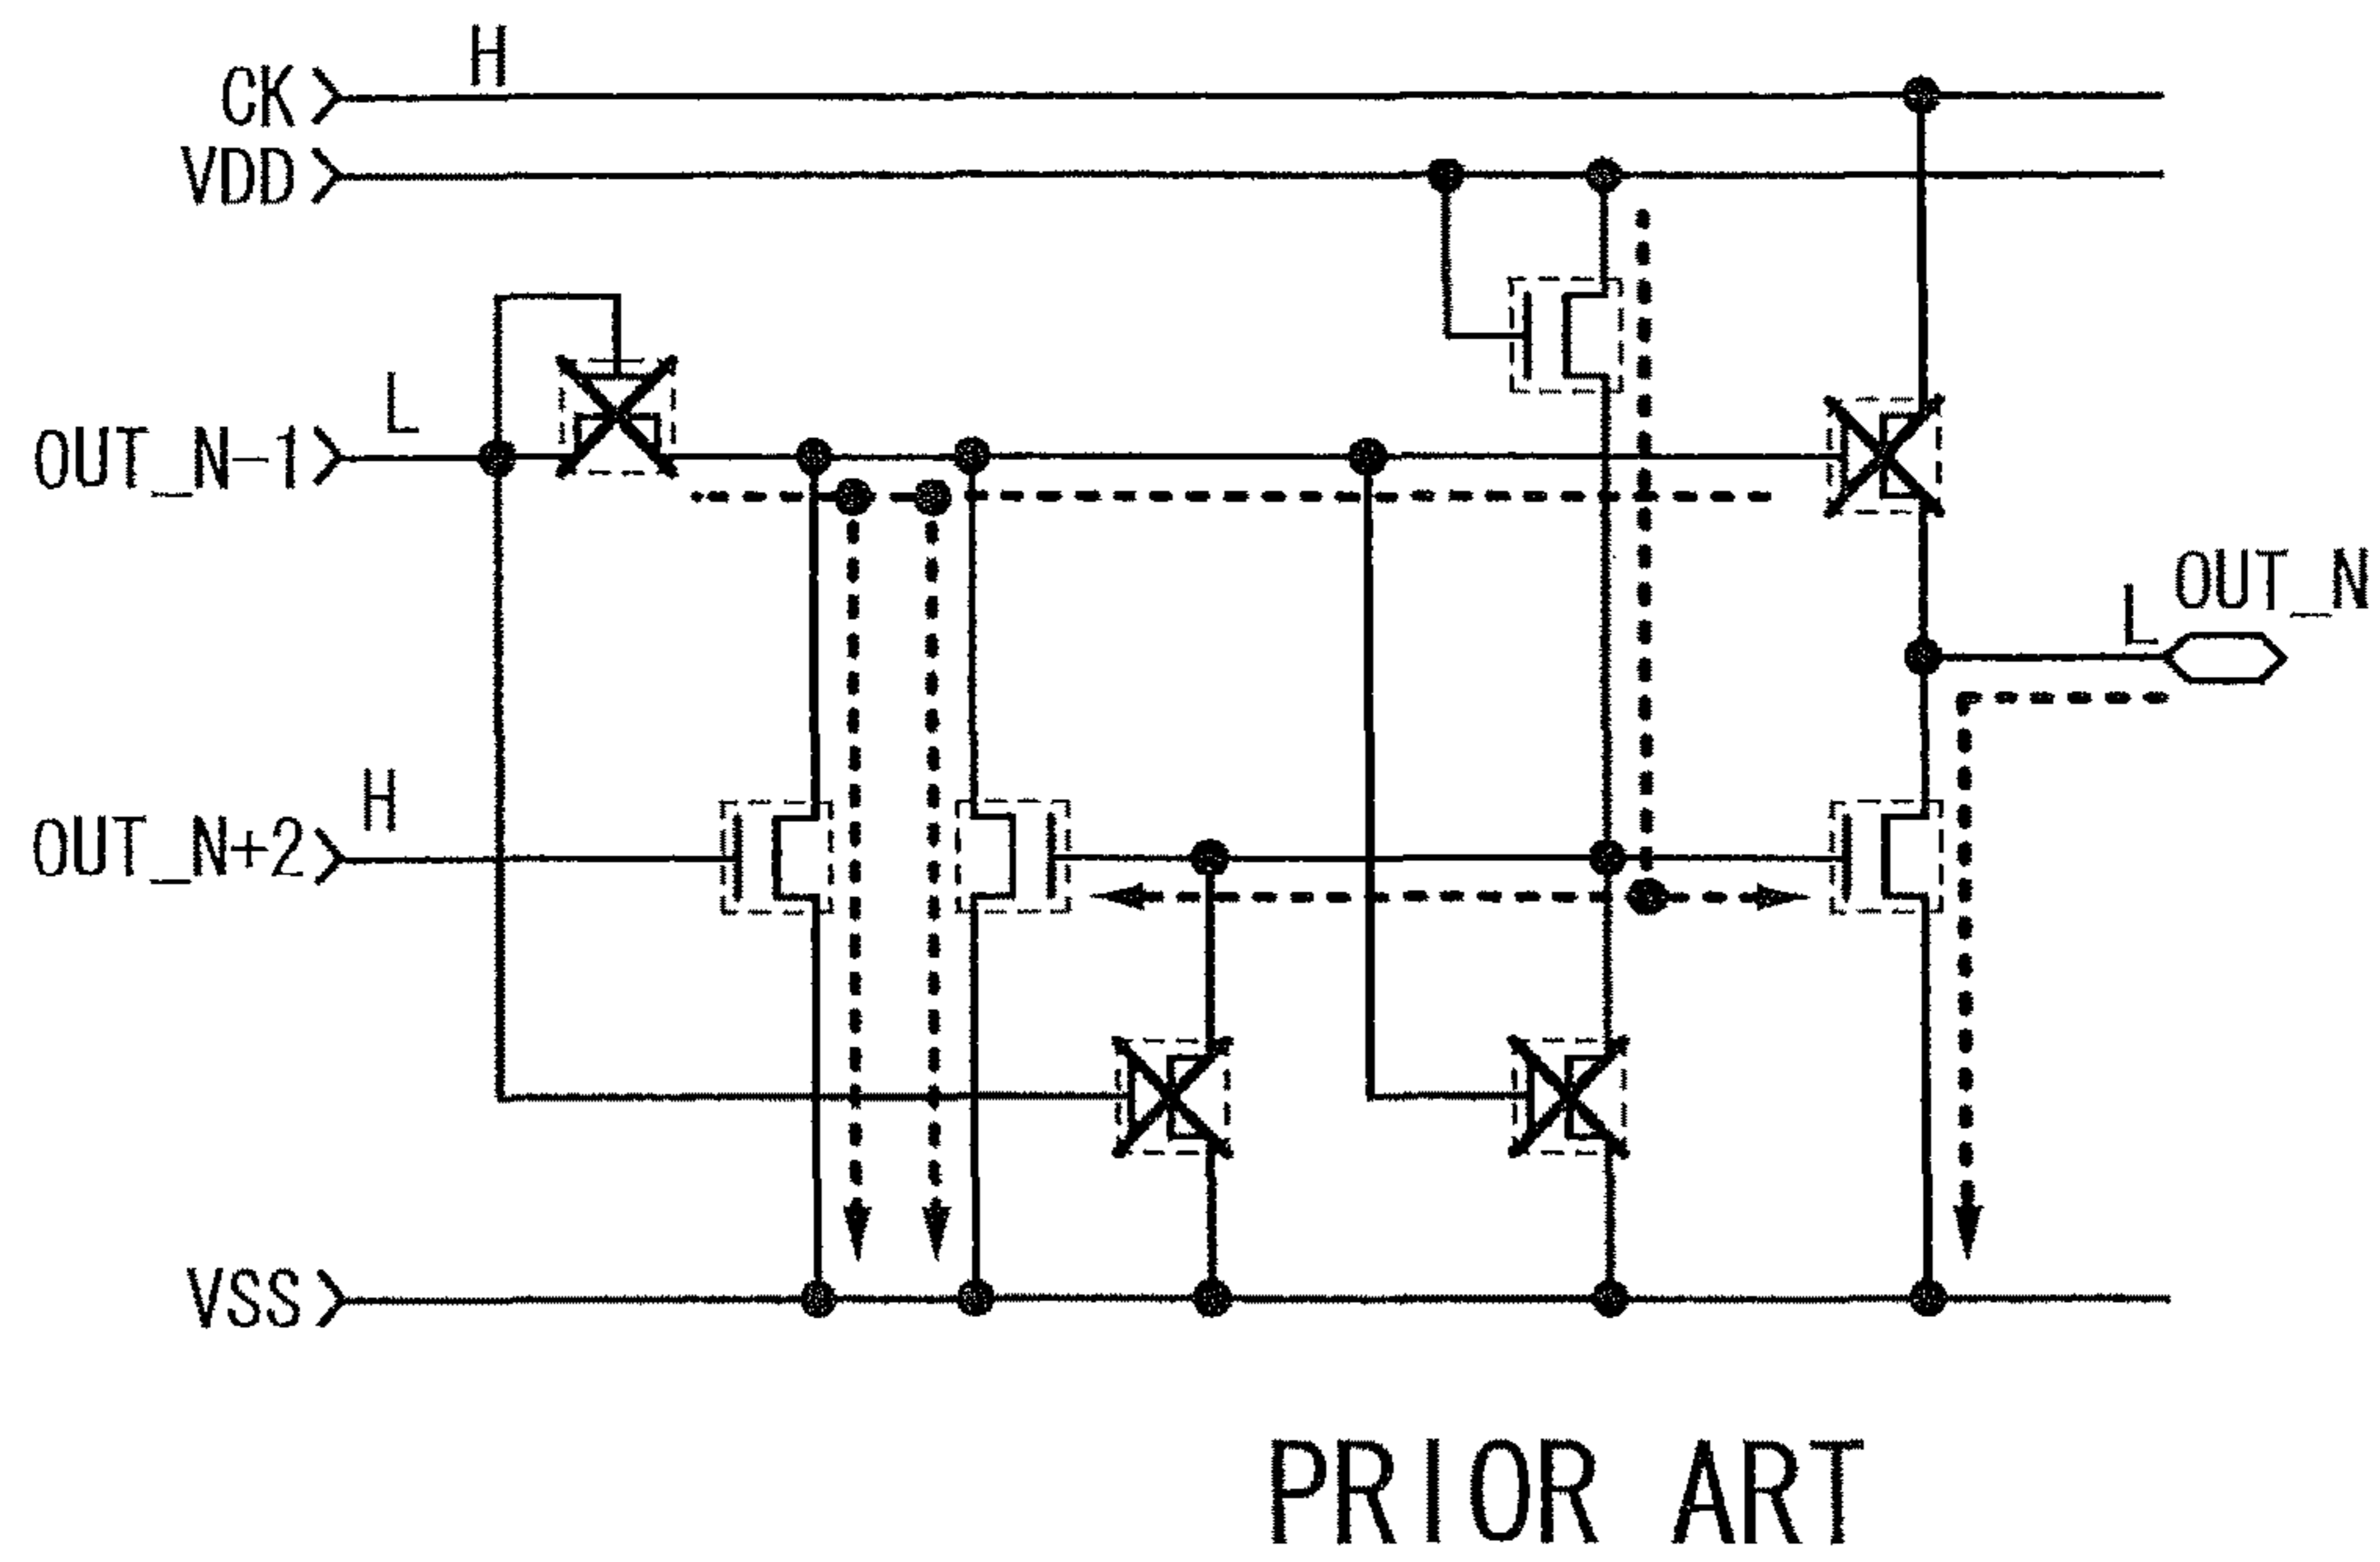 H
CK
VDD
L
OUT_N-1
OUT_N
L
H
OUT_N+2
VSS
PRIOR ART